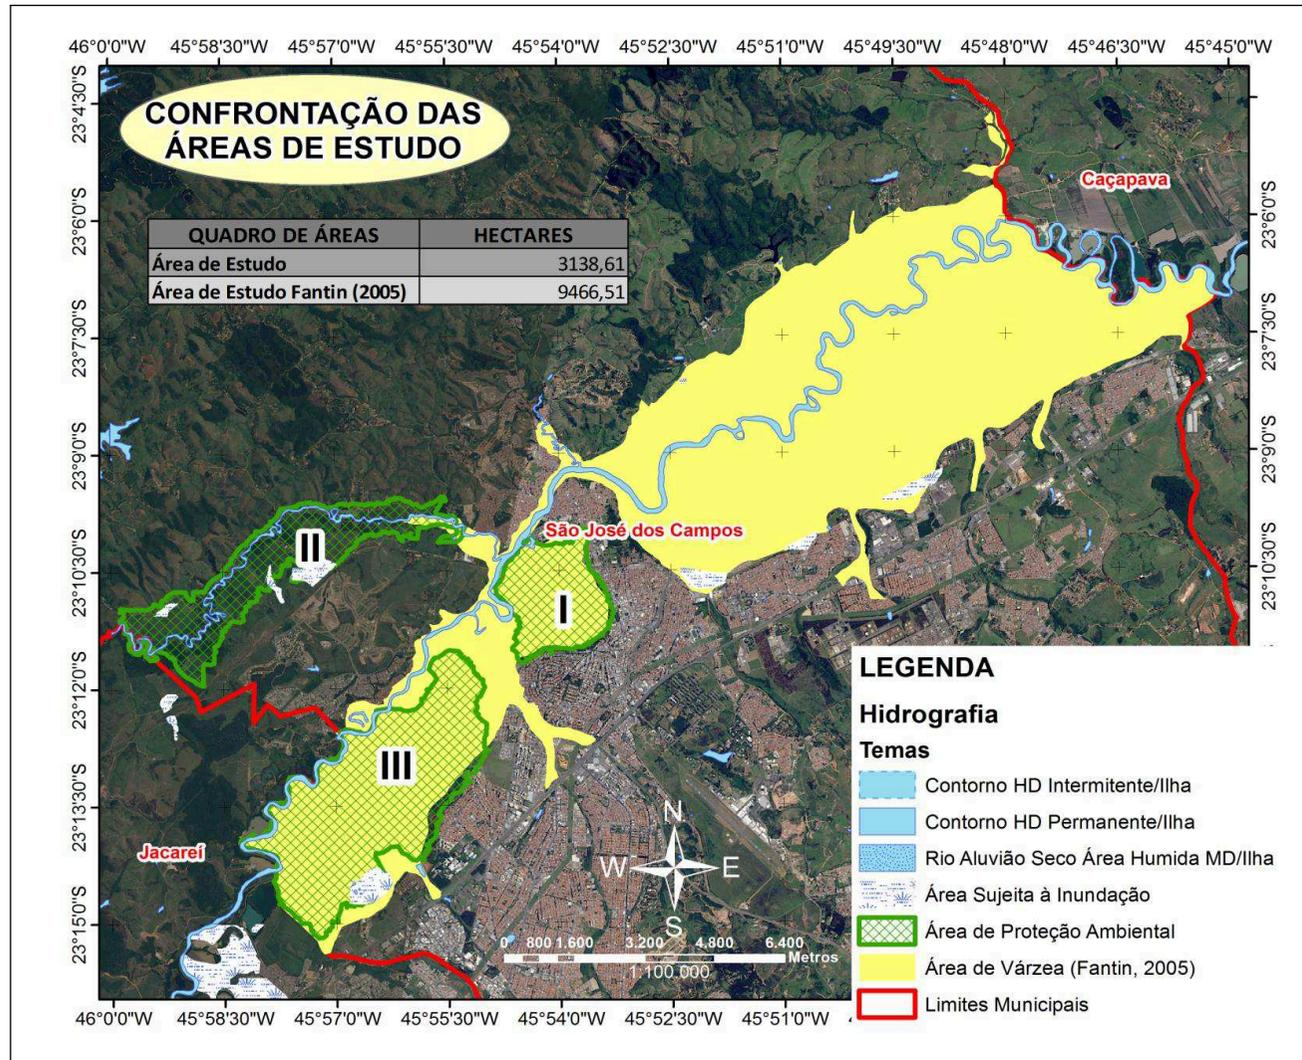 46°0'0"W 45°58'30"W 45°57'0"W 45°55'30"W 45°54'0"W 45°52'30"W 45°51'0"W 45°49'30"W 45°48'0"W 45°46'30"W 45°45'0"W
CONFRONTAÇÃO DAS
ÁREAS DE ESTUDO
QUADRO DE ÁREAS HECTARES
Área de Estudo 3138,61
Área de Estudo Fantin (2005) 9466,51
23°4'30"S
23°6'0"S
23°7'30"S
23°9'0"S
23°10'30"S
23°12'0"S
23°13'30"S
23°15'0"S
Caçapava
São José dos Campos
Jacareí
I
II
III
23°6'0"S
23°7'30"S
23°9'0"S
23°10'30"S
N
W E
S
0 800 1.600 3.200 4.800 6.400
Metros
1:100.000
LEGENDA
Hidrografia
Temas
Contorno HD Intermitente/Ilha
Contorno HD Permanente/Ilha
Rio Aluvião Seco Área Humida MD/Ilha
Área Sujeita à Inundação
Área de Proteção Ambiental
Área de Várzea (Fantin, 2005)
Limites Municipais
46°0'0"W 45°58'30"W 45°57'0"W 45°55'30"W 45°54'0"W 45°52'30"W 45°51'0"W